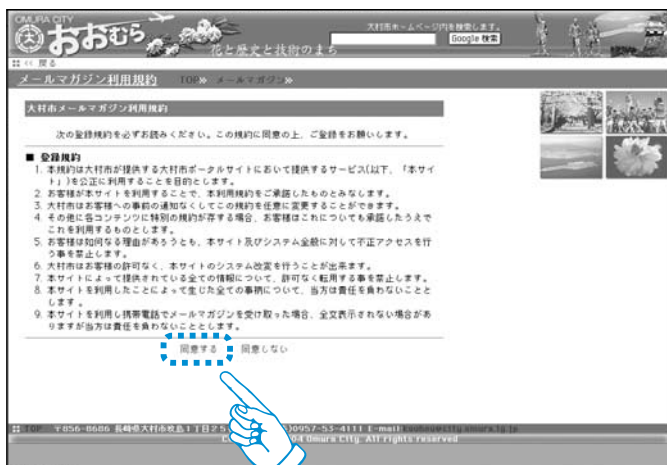 OMURA CITY
おおむら
花と歴史と技術のまち
大村市ホームページ内を検索します。
Google 検索
<< 戻る
メールマガジン利用規約 TOP» メールマガジン»
大村市メールマガジン利用規約
次の登録規約を必ずお読みください。この規約に同意の上、ご登録をお願いします。
■ 登録規約
1. 本規約は大村市が提供する大村市ポータルサイトにおいて提供するサービス(以下、「本サイ
ト」)を公正に利用することを目的とします。
2. お客様が本サイトを利用することで、本利用規約をご承諾したものとみなします。
3. 大村市はお客様への事前の通知なくしてこの規約を任意に変更することができます。
4. その他に各コンテンツに特別の規約が存する場合、お客様はこれについても承諾したうえで
これを利用するものとします。
5. お客様は如何なる理由があろうとも、本サイト及びシステム全般に対して不正アクセスを行
う事を禁止します。
6. 大村市はお客様の許可なく、本サイトのシステム改変を行うことが出来ます。
7. 本サイトによって提供されている全ての情報について、許可なく転用する事を禁止します。
8. 本サイトを利用したことによって生じた全ての事柄について、当方は責任を負わないことと
します。
9. 本サイトを利用し携帯電話でメールマガジンを受け取った場合、全文表示されない場合があ
りますが当方は責任を負わないこととします。
同意する 同意しない
TOP 〒856-8686 長崎県大村市玖島1丁目25 )0957-53-4111 E-mail
04 Omura City. All rights reserved